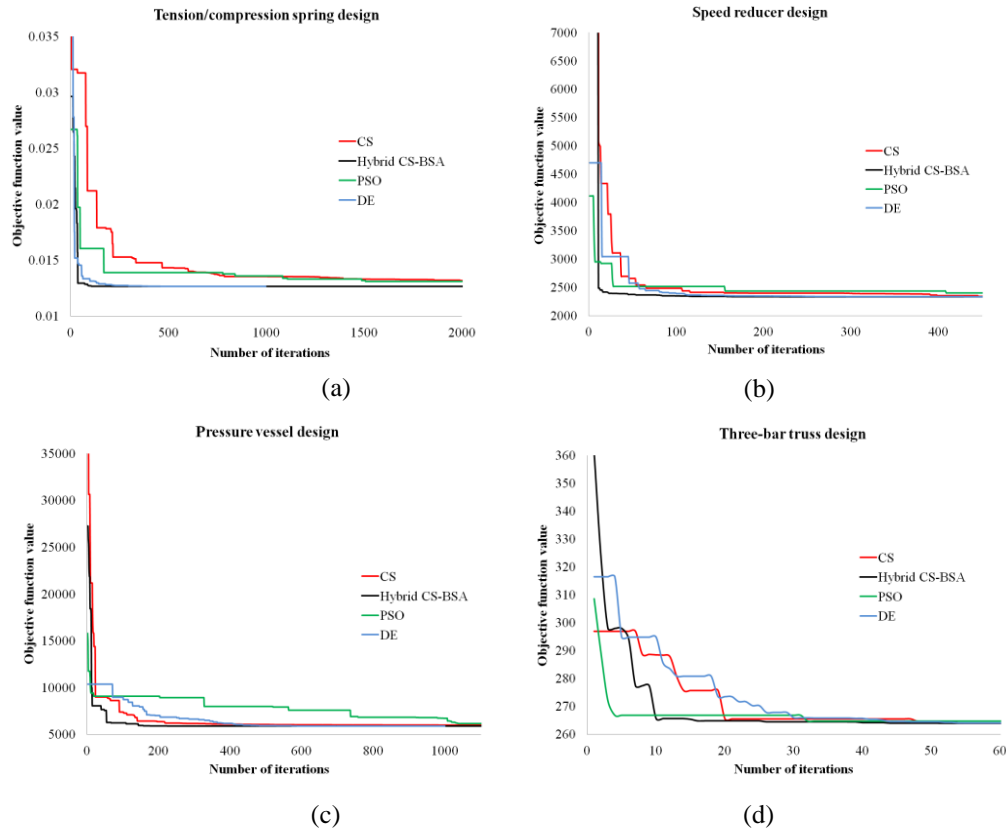 Tension/compression spring design
Objective function value
0.035
0.03
0.025
0.02
0.015
0.01
0
500
1000
1500
2000
Number of iterations
CS
Hybrid CS-BSA
PSO
DE
(a)
Speed reducer design
Objective function value
7000
6500
6000
5500
5000
4500
4000
3500
3000
2500
2000
0
100
200
300
400
Number of iterations
CS
Hybrid CS-BSA
PSO
DE
(b)
Pressure vessel design
Objective function value
35000
30000
25000
20000
15000
10000
5000
0
200
400
600
800
1000
Number of iterations
CS
Hybrid CS-BSA
PSO
DE
(c)
Three-bar truss design
Objective function value
360
350
340
330
320
310
300
290
280
270
260
0
10
20
30
40
50
60
Number of iterations
CS
Hybrid CS-BSA
PSO
DE
(d)